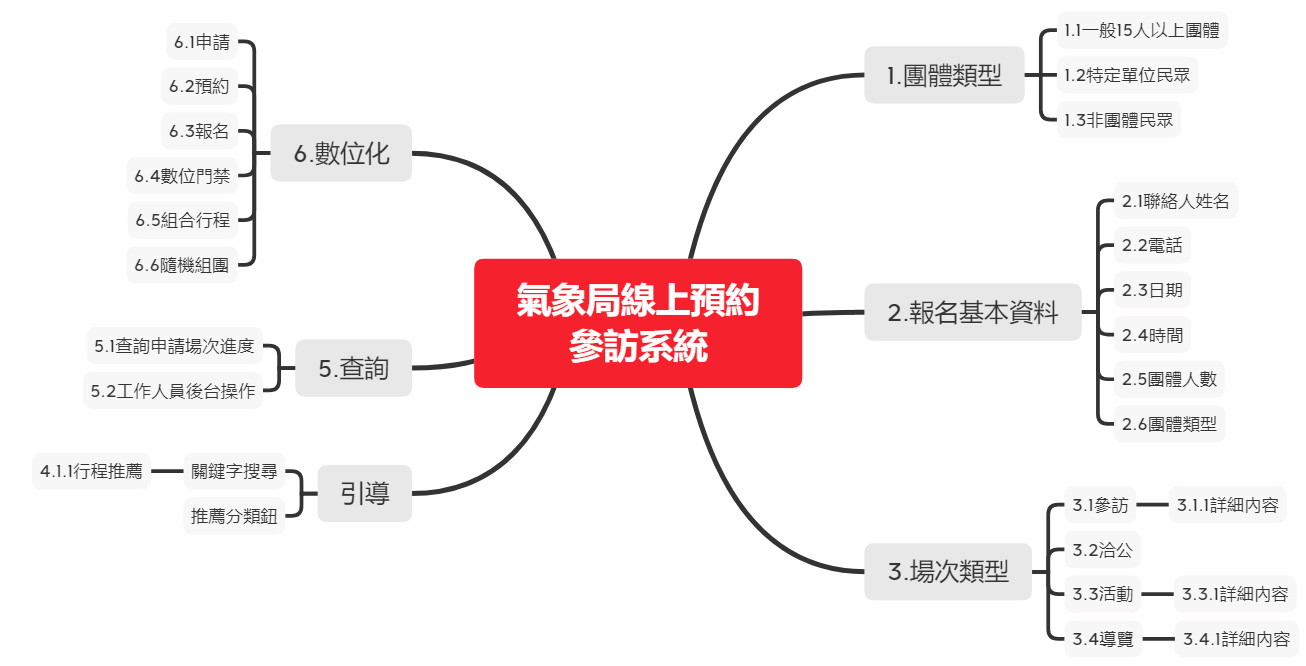 氣象局線上預約
參訪系統
1.團體類型
1.1一般15人以上團體
1.2特定單位民眾
1.3非團體民眾
2.報名基本資料
2.1聯絡人姓名
2.2電話
2.3日期
2.4時間
2.5團體人數
2.6團體類型
3.場次類型
3.1參訪
3.1.1詳細內容
3.2洽公
3.3活動
3.3.1詳細內容
3.4導覽
3.4.1詳細內容
引導
關鍵字搜尋
4.1.1行程推薦
推薦分類鈕
5.查詢
5.1查詢申請場次進度
5.2工作人員後台操作
6.數位化
6.1申請
6.2預約
6.3報名
6.4數位門禁
6.5組合行程
6.6隨機組團